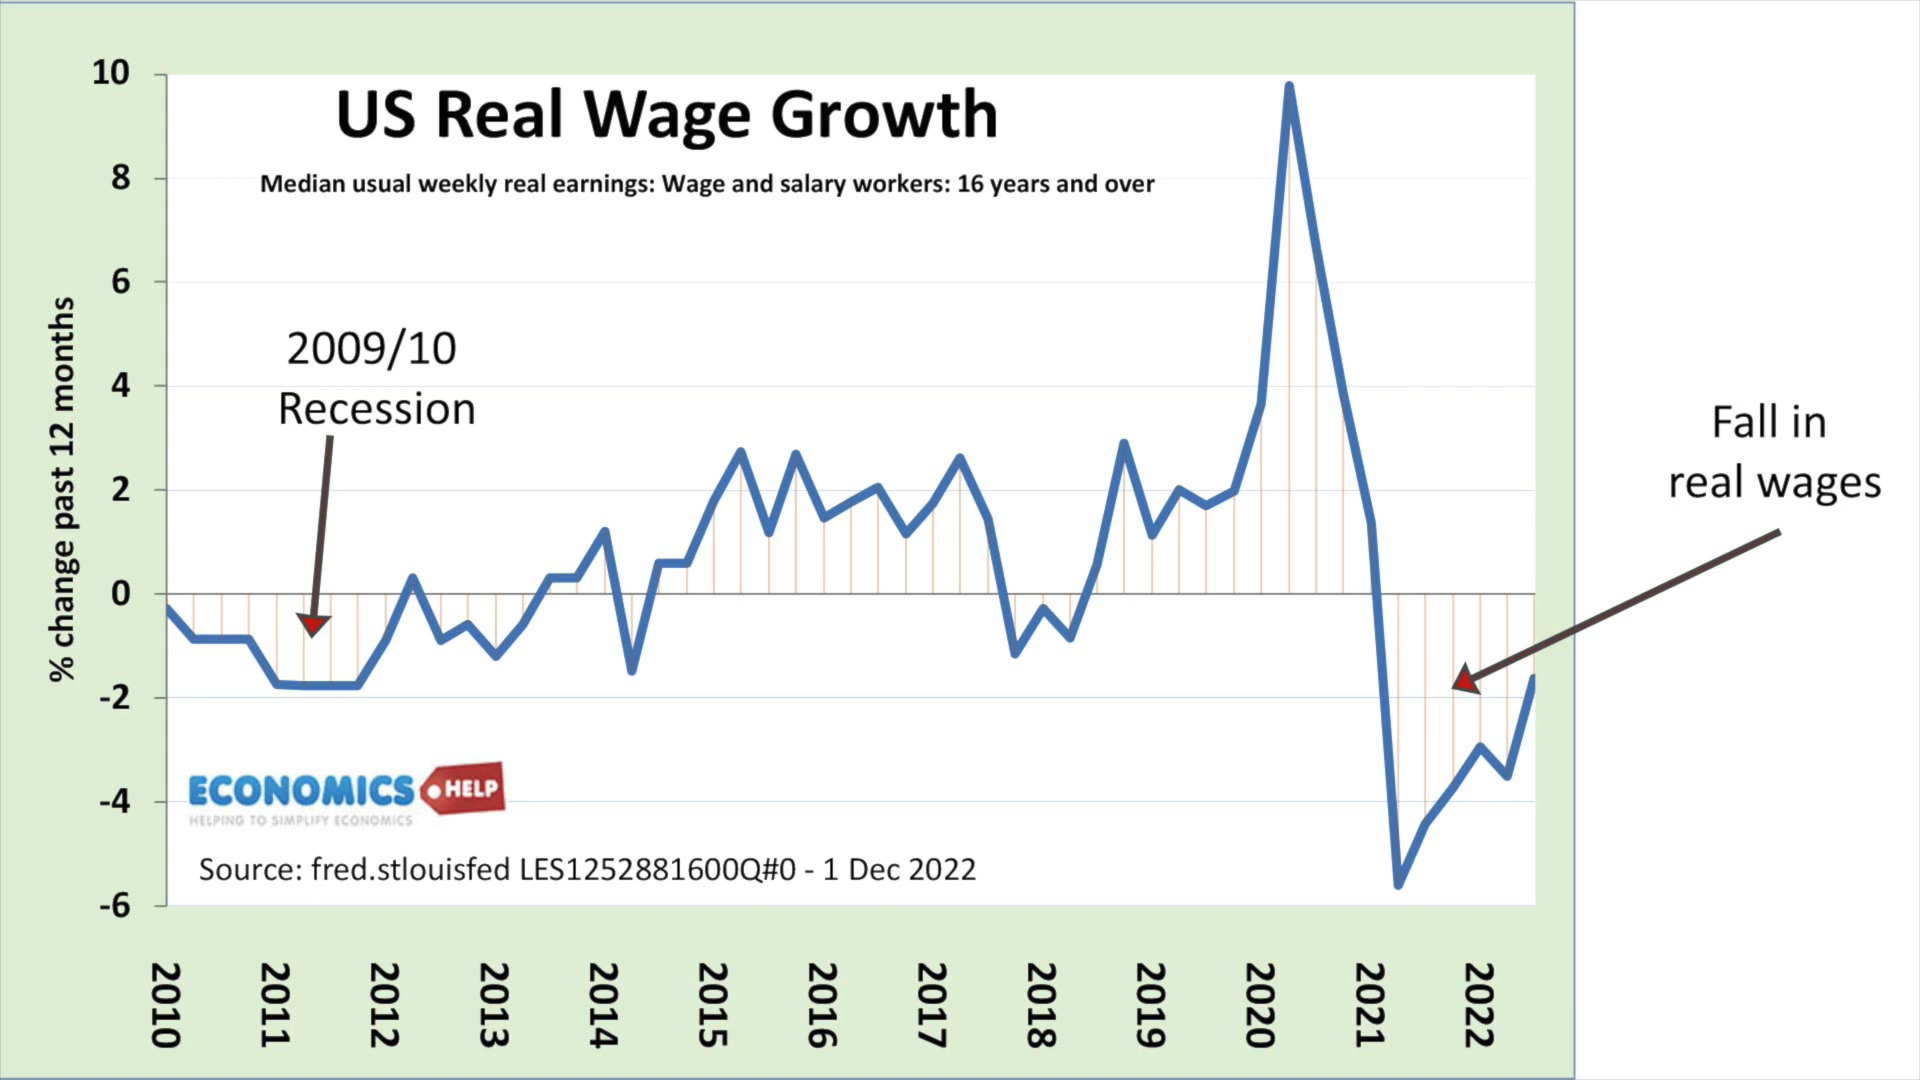 US Real Wage Growth
Median usual weekly real earnings: Wage and salary workers: 16 years and over
% change past 12 months
10
8
6
4
2
0
-2
-4
-6
2009/10
Recession
Fall in
real wages
ECONOMICS HELP
HELPING TO SIMPLIFY ECONOMICS
Source: fred.stlouisfed LES1252881600Q#0 - 1 Dec 2022
2010
2011
2012
2013
2014
2015
2016
2017
2018
2019
2020
2021
2022